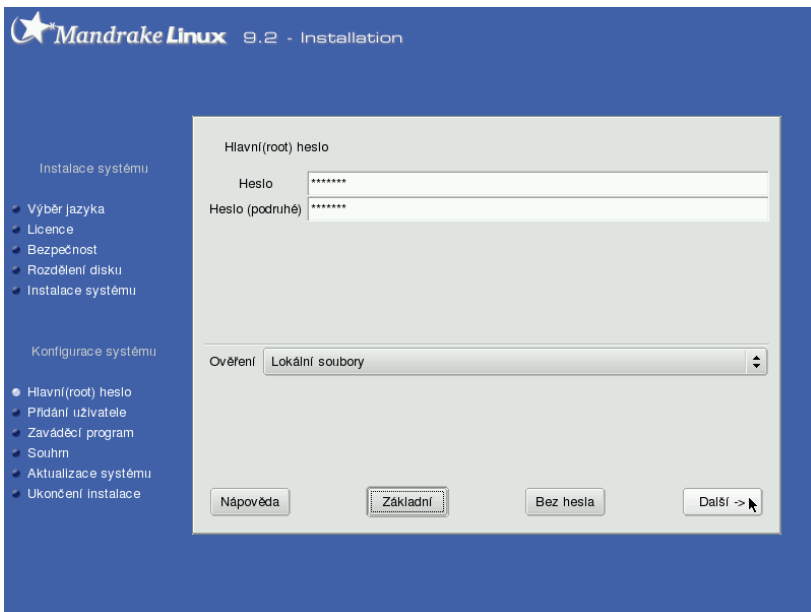 MandrakeLinux 9.2 - Installation
Instalace systému
Výběr jazyka
Licence
Bezpečnost
Rozdělení disku
Instalace systému
Konfigurace systému
Hlavní(root) heslo
Přidání uživatele
Zaváděcí program
Souhrn
Aktualizace systému
Ukončení instalace
Hlavní(root) heslo
Heslo *******
Heslo (podruhé) *******
Ověření Lokální soubory
Nápověda Základní Bez hesla Další ->